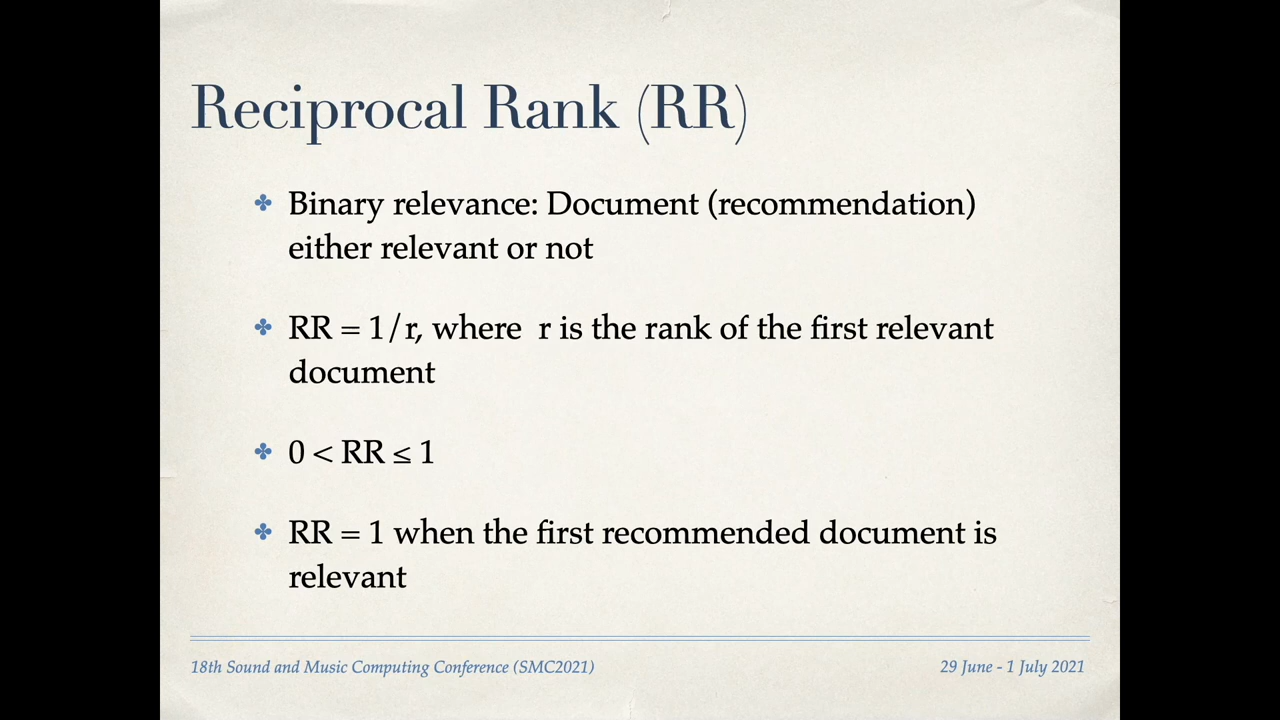 Reciprocal Rank (RR)
Binary relevance: Document (recommendation)
either relevant or not
RR = 1/r, where r is the rank of the first relevant
document
0 < RR ≤ 1
RR = 1 when the first recommended document is
relevant
18th Sound and Music Computing Conference (SMC2021)
29 June - 1 July 2021